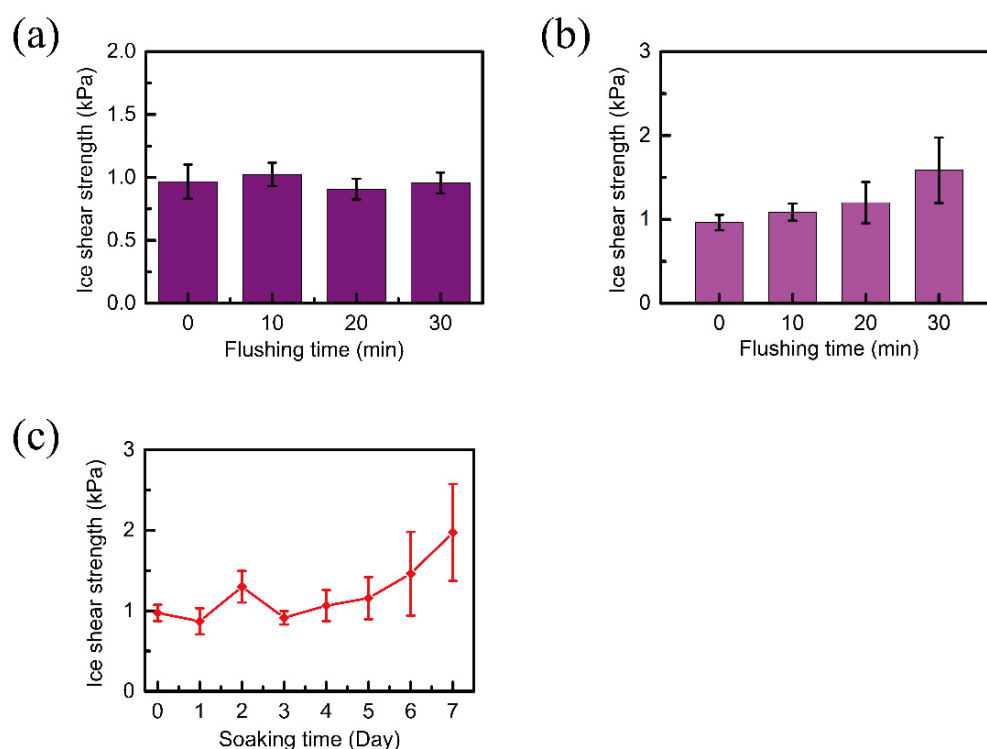 (a)
2.0
1.5
1.0
0.5
0.0
Ice shear strength (kPa)
0 10 20 30
Flushing time (min)
(b)
3
2
1
0
Ice shear strength (kPa)
0 10 20 30
Flushing time (min)
(c)
3
2
1
0
Ice shear strength (kPa)
0 1 2 3 4 5 6 7
Soaking time (Day)